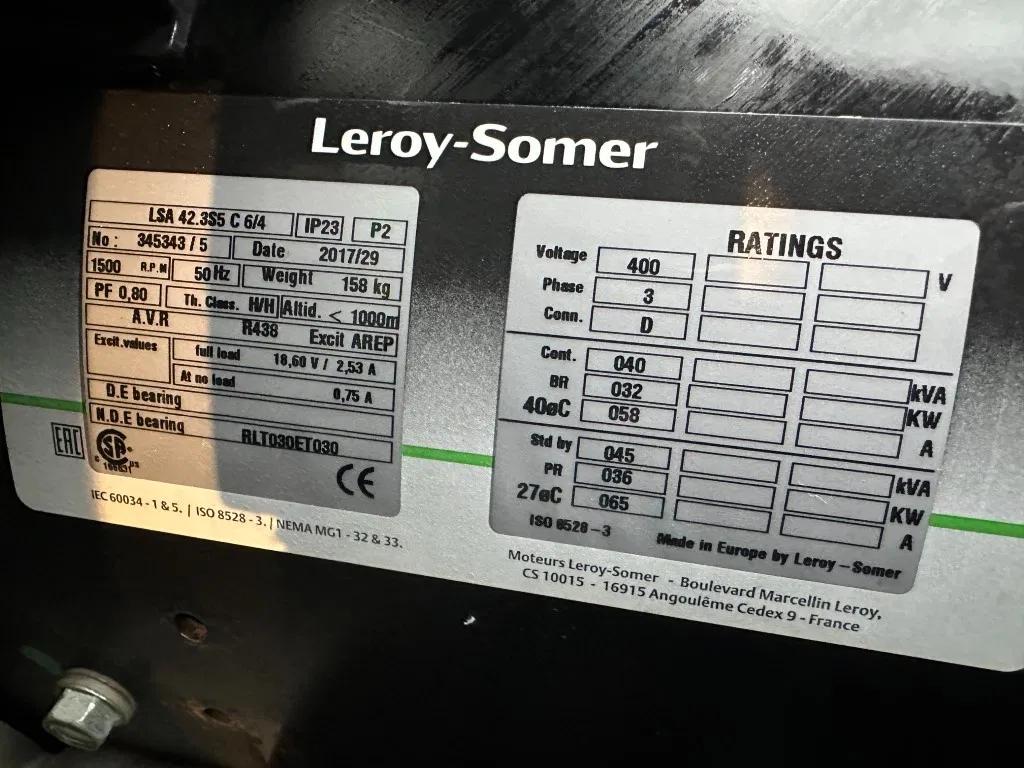 Leroy-Somer
LSA 42.3S5 C 6/4 IP23 P2
No : 345343 / 5 Date 2017/29
1500 R.P.M 50 Hz Weight 158 kg
PF 0,80 Th. Class. H/H Altid. < 1000m
A.V.R R438 Excit AREP
Excit.values full load 18,60 V / 2,53 A
At no load 0,75 A
D.E bearing
N.D.E bearing RLT030ET030
EAC SA CE
IEC 60034 - 1 & 5. | ISO 8528 - 3. | NEMA MG1 - 32 & 33.
RATINGS
Voltage 400 V
Phase 3
Conn. D
Cont. 040 kVA
BR 032 KW
40øC 058 A
Std by 045 kVA
PR 036 KW
27øC 065 A
ISO 8528 - 3 Made in Europe by Leroy - Somer
Moteurs Leroy-Somer - Boulevard Marcellin Leroy,
CS 10015 - 16915 Angoulême Cedex 9 - France